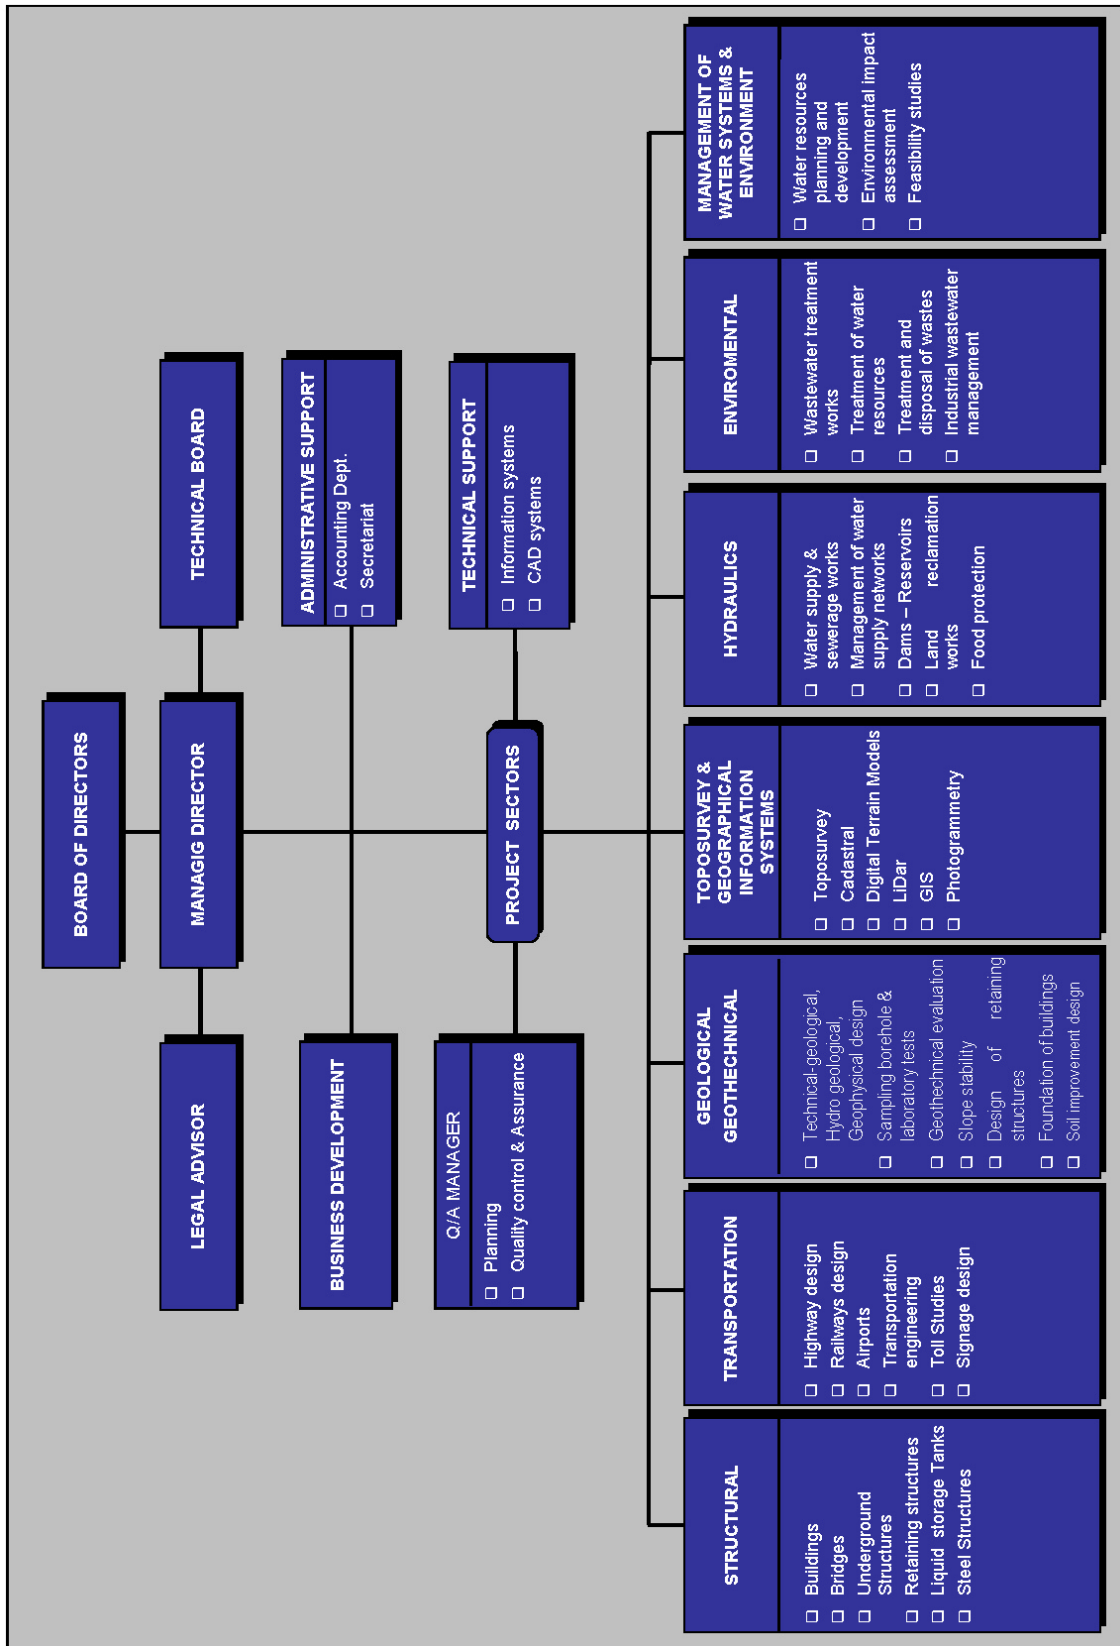 BOARD OF DIRECTORS
LEGAL ADVISOR
MANAGIG DIRECTOR
TECHNICAL BOARD
BUSINESS DEVELOPMENT
ADMINISTRATIVE SUPPORT
❑ Accounting Dept.
❑ Secretariat
Q/A MANAGER
❑ Planning
❑ Quality control & Assurance
PROJECT SECTORS
TECHNICAL SUPPORT
❑ Information systems
❑ CAD systems
STRUCTURAL
❑ Buildings
❑ Bridges
❑ Underground
Structures
❑ Retaining structures
❑ Liquid storage Tanks
❑ Steel Structures
TRANSPORTATION
❑ Highway design
❑ Railways design
❑ Airports
❑ Transportation
engineering
❑ Toll Studies
❑ Signage design
GEOLOGICAL
GEOTHECHNICAL
❑ Technical-geological,
Hydro geological,
Geophysical design
❑ Sampling borehole &
laboratory tests
❑ Geothechnical evaluation
❑ Slope stability
❑ Design of retaining
structures
❑ Foundation of buildings
❑ Soil improvement design
TOPOSURVEY &
GEOGRAPHICAL
INFORMATION
SYSTEMS
❑ Toposurvey
❑ Cadastral
❑ Digital Terrain Models
❑ LiDar
❑ GIS
❑ Photogrammetry
HYDRAULICS
❑ Water supply &
sewerage works
❑ Management of water
supply networks
❑ Dams – Reservoirs
❑ Land reclamation
works
❑ Food protection
ENVIROMENTAL
❑ Wastewater treatment
works
❑ Treatment of water
resources
❑ Treatment and
disposal of wastes
❑ Industrial wastewater
management
MANAGEMENT OF
WATER SYSTEMS &
ENVIRONMENT
❑ Water resources
planning and
development
❑ Environmental impact
assessment
❑ Feasibility studies